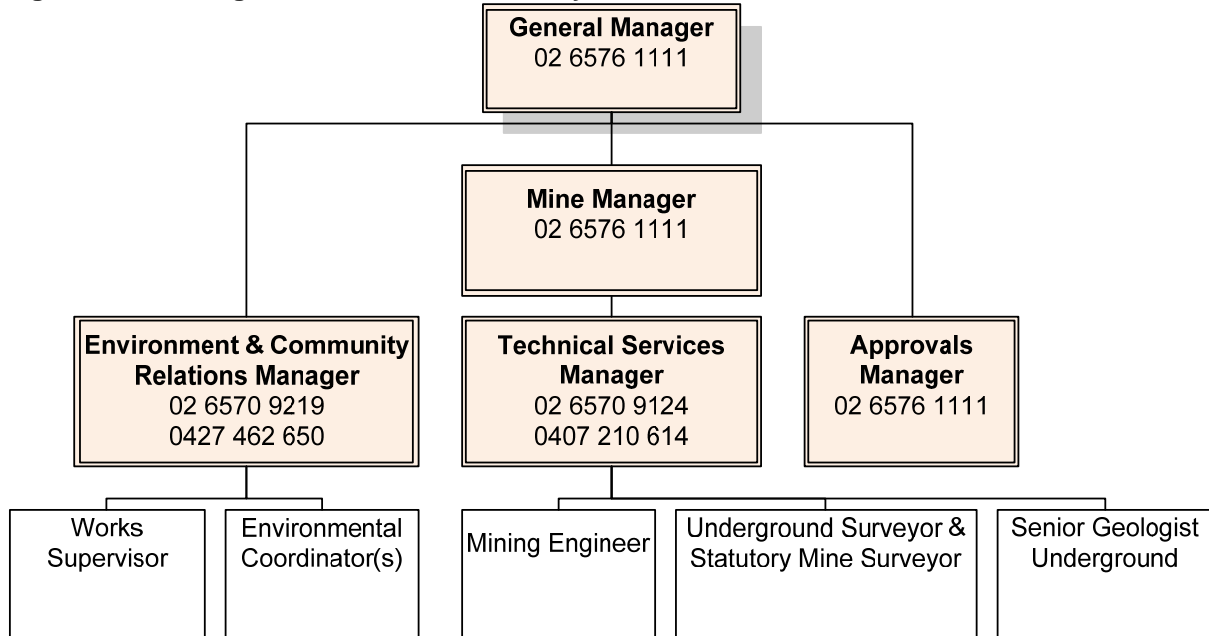 General Manager
02 6576 1111
Mine Manager
02 6576 1111
Environment & Community
Relations Manager
02 6570 9219
0427 462 650
Technical Services
Manager
02 6570 9124
0407 210 614
Approvals
Manager
02 6576 1111
Works
Supervisor
Environmental
Coordinator(s)
Mining Engineer
Underground Surveyor &
Statutory Mine Surveyor
Senior Geologist
Underground